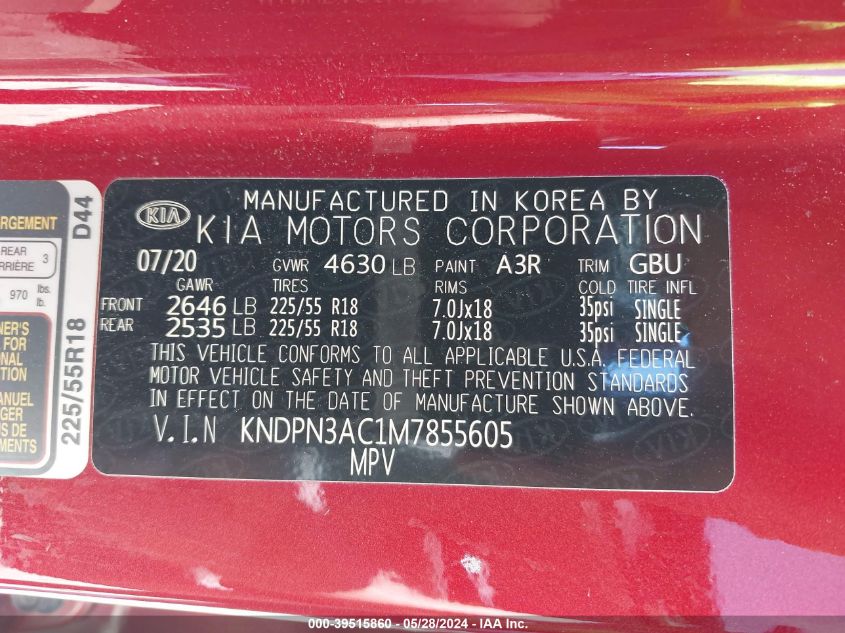 MANUFACTURED IN KOREA BY
KIA KIA MOTORS CORPORATION
07/20 GVWR 4630 LB PAINT A3R TRIM GBU
GAWR TIRES RIMS COLD TIRE INFL
FRONT 2646 LB 225/55 R18 7.0Jx18 35psi SINGLE
REAR 2535 LB 225/55 R18 7.0Jx18 35psi SINGLE
THIS VEHICLE CONFORMS TO ALL APPLICABLE U.S.A. FEDERAL
MOTOR VEHICLE SAFETY AND THEFT PREVENTION STANDARDS
IN EFFECT ON THE DATE OF MANUFACTURE SHOWN ABOVE.
V.I.N KNDPN3AC1M7855605
MPV
REAR 3
970 lbs.
lb.
FOR
MANUEL
225/55R18 D44
000-39515860 - 05/28/2024 - IAA Inc.